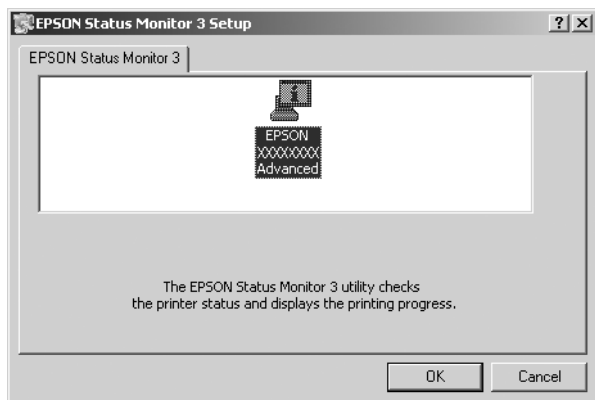 EPSON Status Monitor 3 Setup
EPSON Status Monitor 3
EPSON
XXXXXXXX
Advanced
The EPSON Status Monitor 3 utility checks
the printer status and displays the printing progress.
OK Cancel